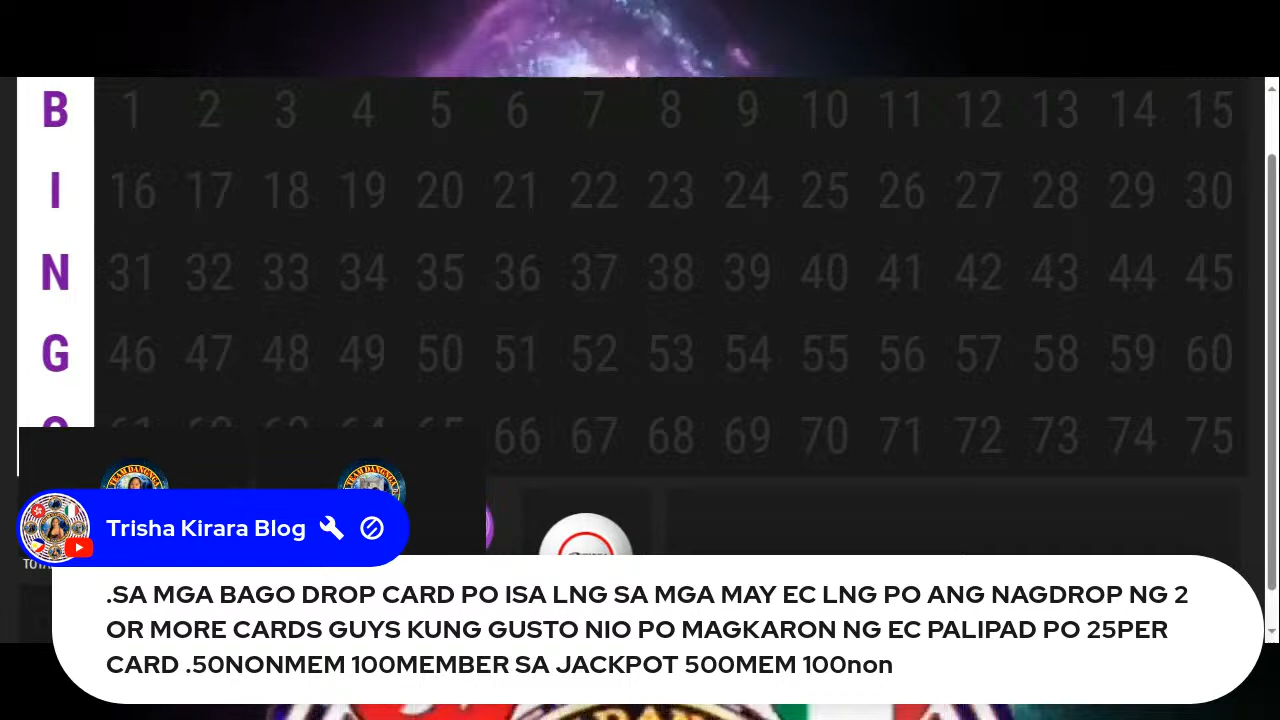 B 1 2 3 4 5 6 7 8 9 10 11 12 13 14 15
I 16 17 18 19 20 21 22 23 24 25 26 27 28 29 30
N 31 32 33 34 35 36 37 38 39 40 41 42 43 44 45
G 46 47 48 49 50 51 52 53 54 55 56 57 58 59 60
66 67 68 69 70 71 72 73 74 75
TEAM DANGNGA TEAM DANGNGA
Trisha Kirara Blog
.SA MGA BAGO DROP CARD PO ISA LNG SA MGA MAY EC LNG PO ANG NAGDROP NG 2
OR MORE CARDS GUYS KUNG GUSTO NIO PO MAGKARON NG EC PALIPAD PO 25PER
CARD .50NONMEM 100MEMBER SA JACKPOT 500MEM 100non